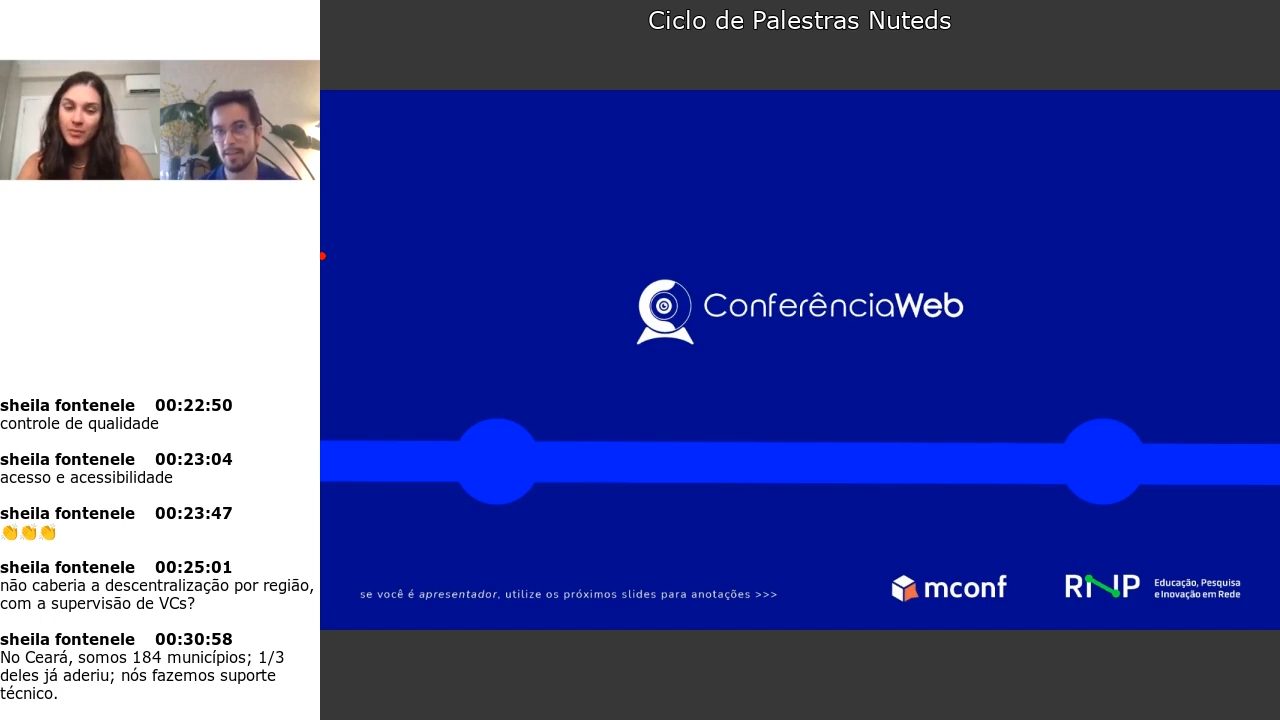 Ciclo de Palestras Nuteds
sheila fontenele 00:22:50
controle de qualidade
sheila fontenele 00:23:04
acesso e acessibilidade
sheila fontenele 00:23:47
👏👏👏
sheila fontenele 00:25:01
não caberia a descentralização por região,
com a supervisão de VCs?
sheila fontenele 00:30:58
No Ceará, somos 184 municípios; 1/3
deles já aderiu; nós fazemos suporte
técnico.
ConferênciaWeb
se você é apresentador, utilize os próximos slides para anotações >>>
mconf
RNP
Educação, Pesquisa
e Inovação em Rede